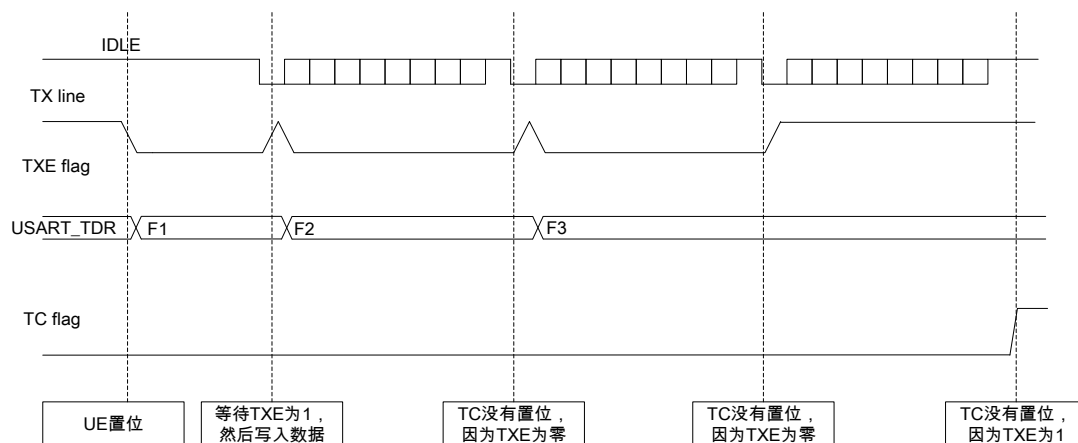 IDLE
TX line
TXE flag
USART_TDR
F1
F2
F3
TC flag
UE置位
等待TXE为1，
然后写入数据
TC没有置位，
因为TXE为零
TC没有置位，
因为TXE为零
TC没有置位，
因为TXE为1